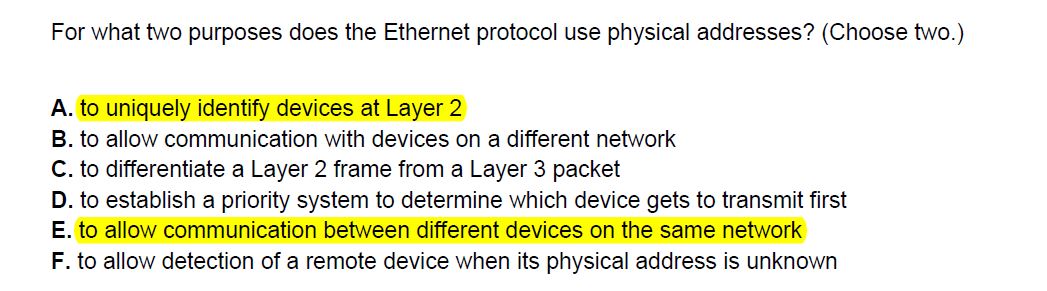 For what two purposes does the Ethernet protocol use physical addresses? (Choose two.)
A. to uniquely identify devices at Layer 2
B. to allow communication with devices on a different network
C. to differentiate a Layer 2 frame from a Layer 3 packet
D. to establish a priority system to determine which device gets to transmit first
E. to allow communication between different devices on the same network
F. to allow detection of a remote device when its physical address is unknown